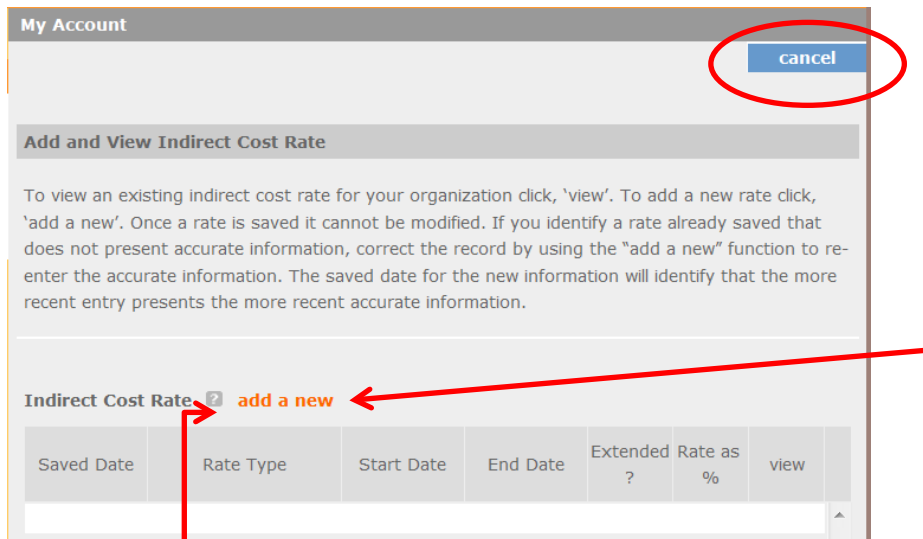 My Account
cancel
Add and View Indirect Cost Rate
To view an existing indirect cost rate for your organization click, ‘view’. To add a new rate click,
‘add a new’. Once a rate is saved it cannot be modified. If you identify a rate already saved that
does not present accurate information, correct the record by using the “add a new” function to re-
enter the accurate information. The saved date for the new information will identify that the more
recent entry presents the more recent accurate information.
Indirect Cost Rate ? add a new
Saved Date Rate Type Start Date End Date Extended ? Rate as % view